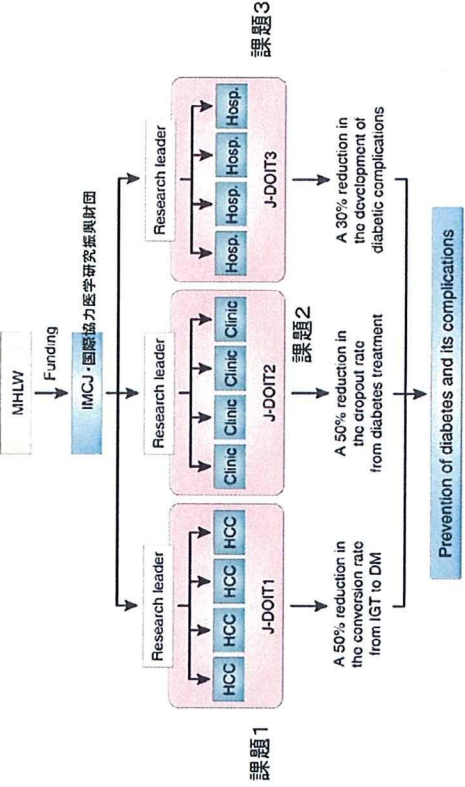 MHLW
Funding
IMCJ・国際協力医学研究振興財団
課題1
Research leader
HCC HCC HCC HCC
J-DOIT1
A 50% reduction in
the conversion rate
from IGT to DM
Research leader
Clinic Clinic Clinic Clinic
J-DOIT2
課題2
A 50% reduction in
the dropout rate
from diabetes treatment
Research leader
Hosp. Hosp. Hosp. Hosp.
J-DOIT3
課題3
A 30% reduction in
the development of
diabetic complications
Prevention of diabetes and its complications